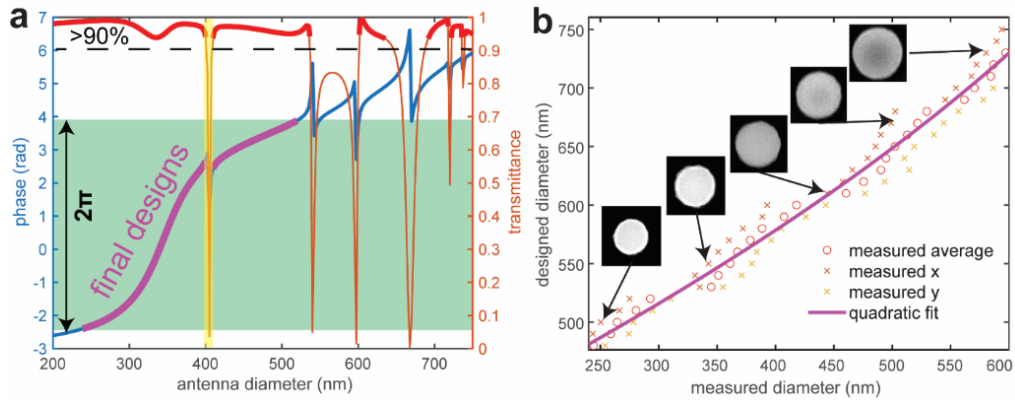 a
>90%
7
6
5
4
3
2
1
0
-1
-2
-3
phase (rad)
2π
final designs
1
0.9
0.8
0.7
0.6
0.5
0.4
0.3
0.2
0.1
0
transmittance
200 300 400 500 600 700
antenna diameter (nm)
b
750
700
650
600
550
500
designed diameter (nm)
measured average
measured x
measured y
quadratic fit
250 300 350 400 450 500 550 600
measured diameter (nm)